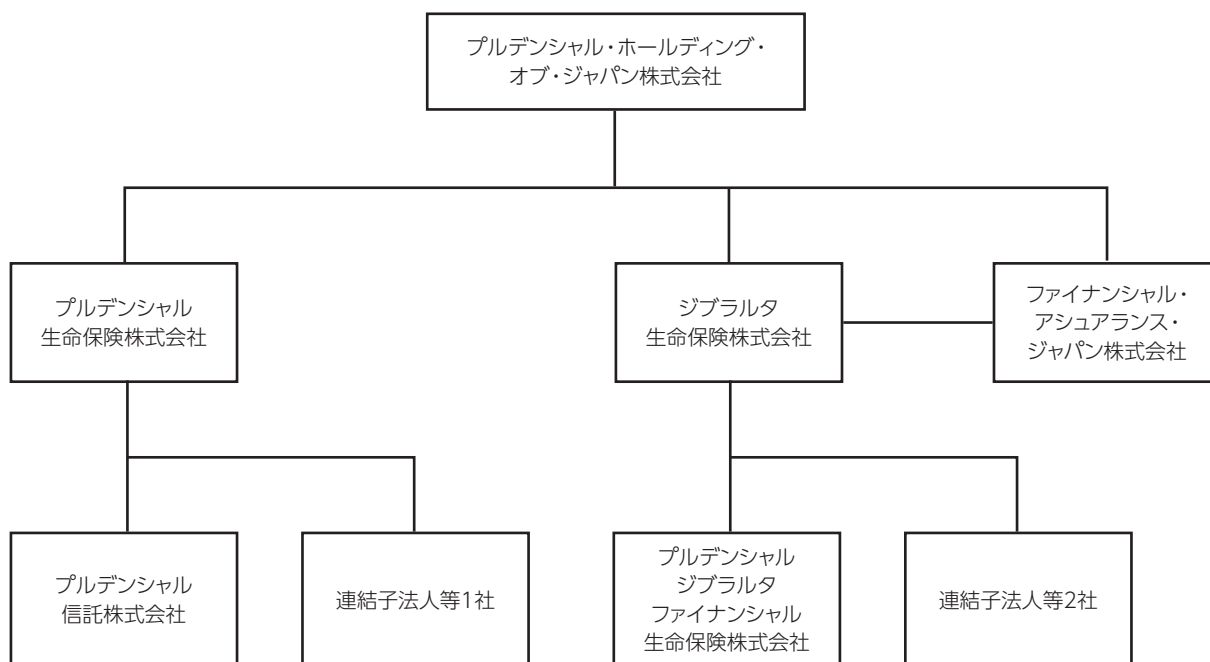 プルデンシャル・ホールディング・
オブ・ジャパン株式会社
プルデンシャル
生命保険株式会社
ジブラルタ
生命保険株式会社
ファイナンシャル・
アシュアランス・
ジャパン株式会社
プルデンシャル
信託株式会社
連結子法人等1社
プルデンシャル
ジブラルタ
ファイナンシャル
生命保険株式会社
連結子法人等2社